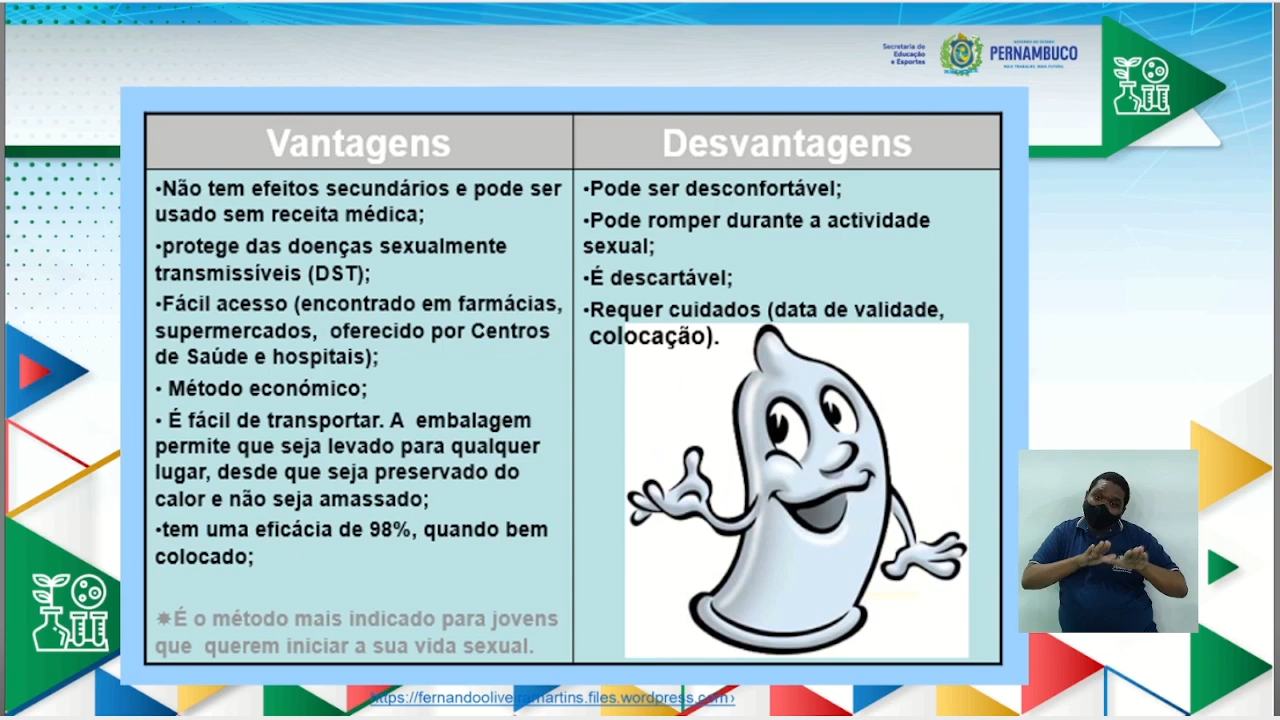 Secretaria de
Educação
e Esportes
GOVERNO DO ESTADO
PERNAMBUCO
MAIS TRABALHO, MAIS FUTURO
Vantagens
•Não tem efeitos secundários e pode ser
usado sem receita médica;
•protege das doenças sexualmente
transmissíveis (DST);
•Fácil acesso (encontrado em farmácias,
supermercados, oferecido por Centros
de Saúde e hospitais);
• Método económico;
• É fácil de transportar. A embalagem
permite que seja levado para qualquer
lugar, desde que seja preservado do
calor e não seja amassado;
•tem uma eficácia de 98%, quando bem
colocado;
✷É o método mais indicado para jovens
que querem iniciar a sua vida sexual.
Desvantagens
•Pode ser desconfortável;
•Pode romper durante a actividade
sexual;
•É descartável;
•Requer cuidados (data de validade,
colocação).
https://fernandooliveiramartins.files.wordpress.com›